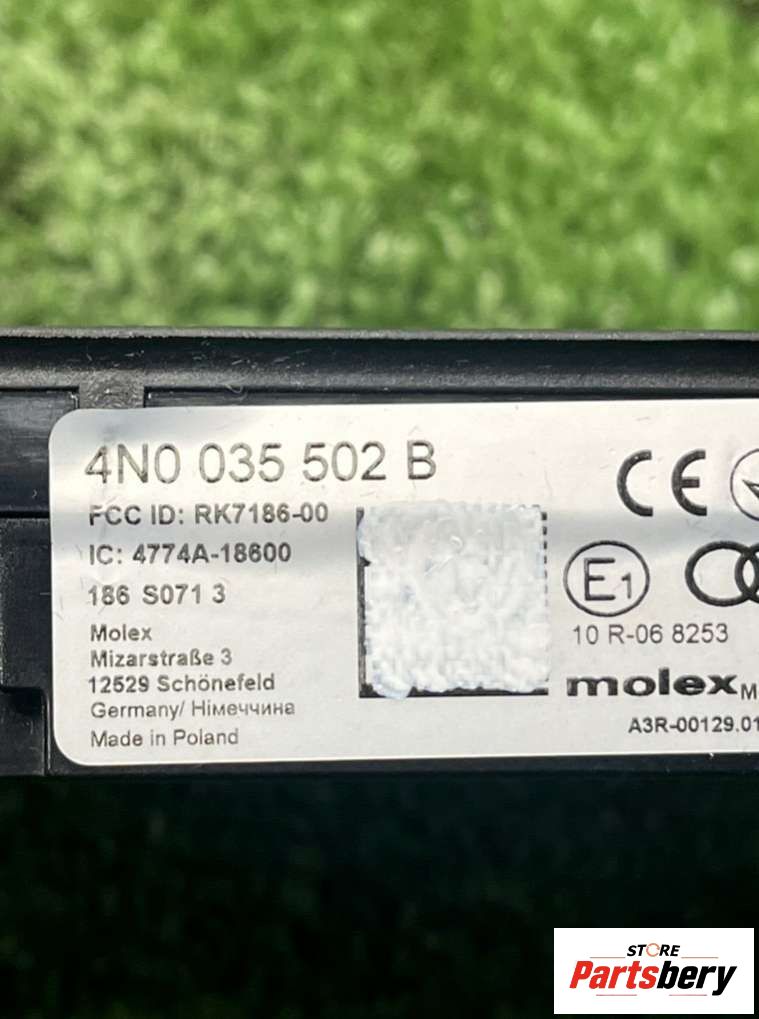 4N0 035 502 B
FCC ID: RK7186-00
IC: 4774A-18600
186 S071 3
Molex
Mizarstraße 3
12529 Schönefeld
Germany/ Німеччина
Made in Poland
CE
E1
10 R-06 8253
molex
A3R-00129.01
STORE
Partsbery